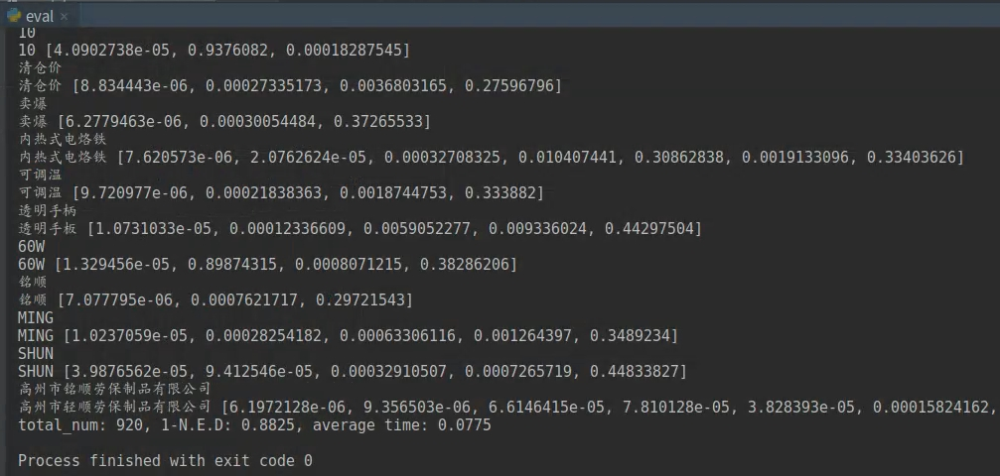 eval
10
10 [4.0902738e-05, 0.9376082, 0.00018287545]
清仓价
清仓价 [8.834443e-06, 0.00027335173, 0.0036803165, 0.27596796]
卖爆
卖爆 [6.2779463e-06, 0.00030054484, 0.37265533]
内热式电烙铁
内热式电烙铁 [7.620573e-06, 2.0762624e-05, 0.00032708325, 0.010407441, 0.30862838, 0.0019133096, 0.33403626]
可调温
可调温 [9.720977e-06, 0.00021838363, 0.0018744753, 0.333882]
透明手柄
透明手板 [1.0731033e-05, 0.00012336609, 0.0059052277, 0.009336024, 0.44297504]
60W
60W [1.329456e-05, 0.89874315, 0.0008071215, 0.38286206]
铭顺
铭顺 [7.077795e-06, 0.0007621717, 0.29721543]
MING
MING [1.0237059e-05, 0.00028254182, 0.00063306116, 0.001264397, 0.3489234]
SHUN
SHUN [3.9876562e-05, 9.412546e-05, 0.00032910507, 0.0007265719, 0.44833827]
高州市铭顺劳保制品有限公司
高州市轻顺劳保制品有限公司 [6.1972128e-06, 9.356503e-06, 6.6146415e-05, 7.810128e-05, 3.828393e-05, 0.00015824162,
total_num: 920, 1-N.E.D: 0.8825, average time: 0.0775
Process finished with exit code 0